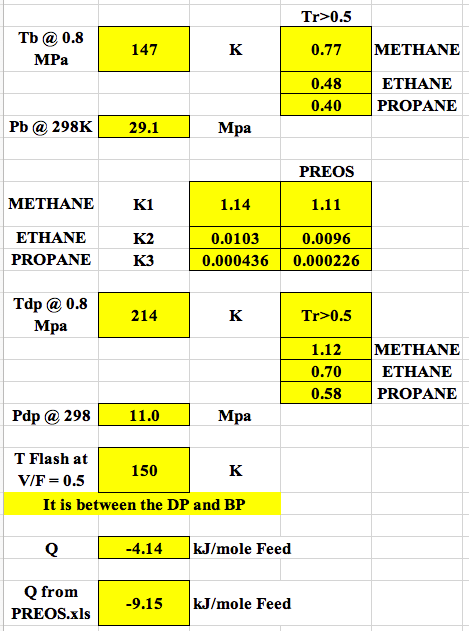 Tr>0.5
Tb @ 0.8 MPa 147 K 0.77 METHANE
0.48 ETHANE
0.40 PROPANE
Pb @ 298K 29.1 Mpa
PREOS
METHANE K1 1.14 1.11
ETHANE K2 0.0103 0.0096
PROPANE K3 0.000436 0.000226
Tdp @ 0.8 Mpa 214 K Tr>0.5
1.12 METHANE
0.70 ETHANE
0.58 PROPANE
Pdp @ 298 11.0 Mpa
T Flash at V/F = 0.5 150 K
It is between the DP and BP
Q -4.14 kJ/mole Feed
Q from PREOS.xls -9.15 kJ/mole Feed